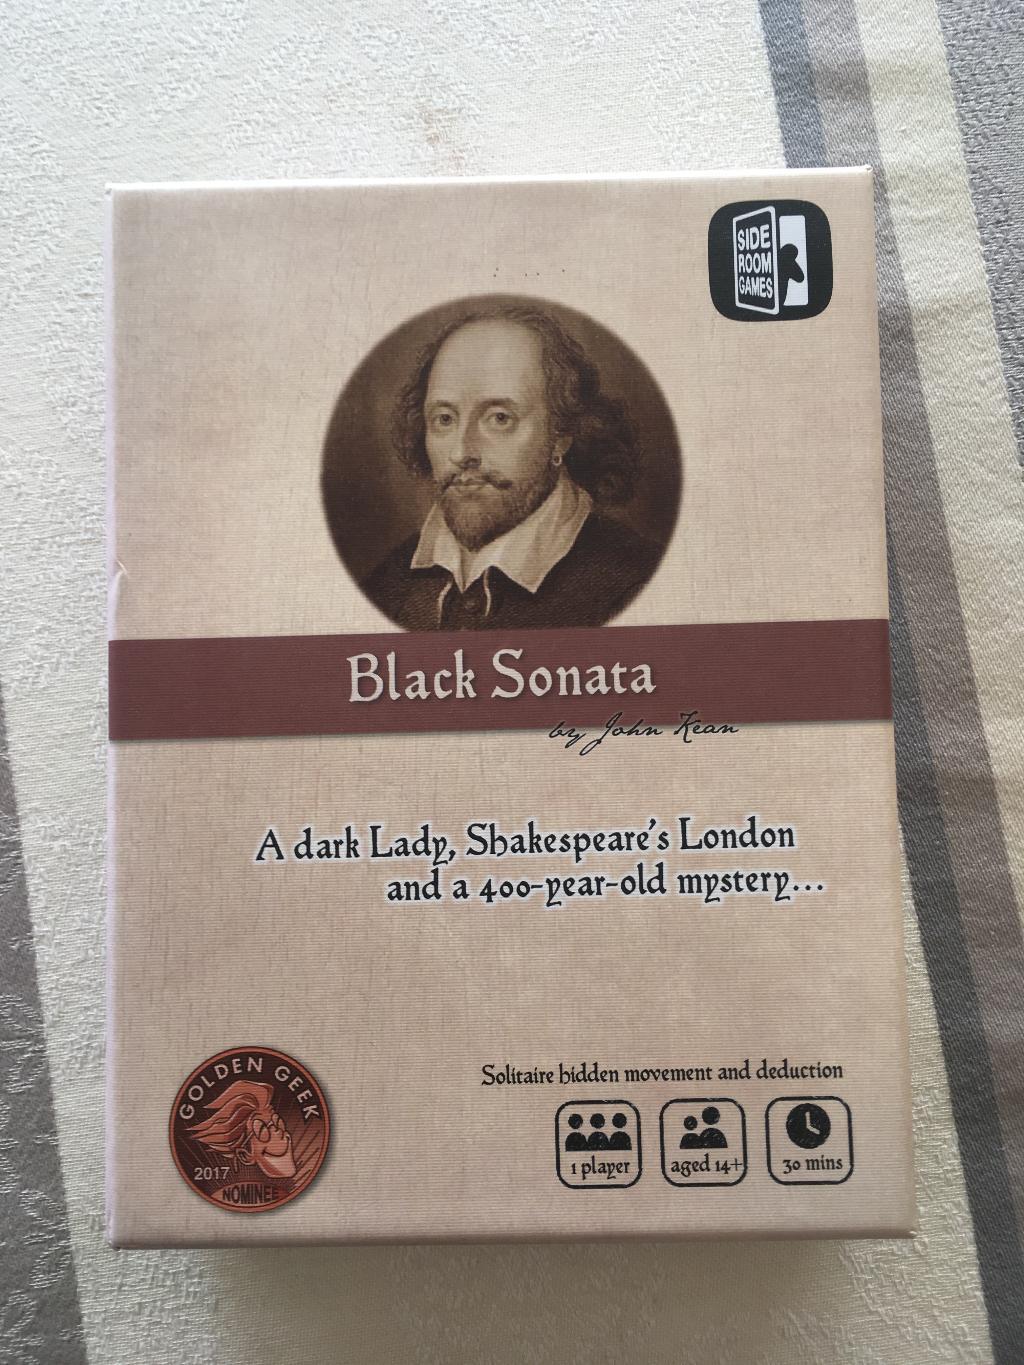 SIDE
ROOM
GAMES
Black Sonata
by John Kean
A dark Lady, Shakespeare's London
and a 400-year-old mystery...
Solitaire hidden movement and deduction
GOLDEN GEEK
2017
NOMINEE
1 player
aged 14+
30 mins